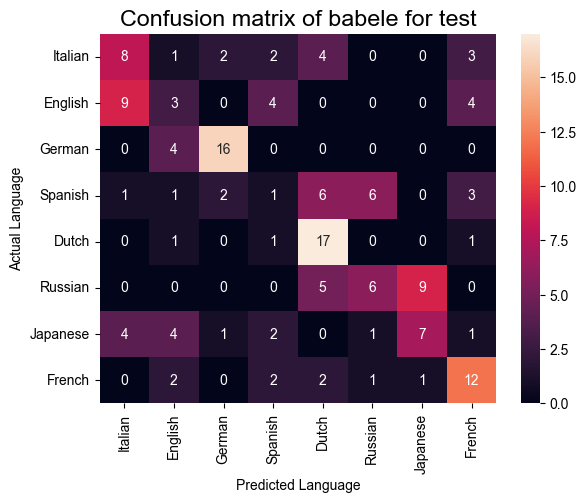 Confusion matrix of babele for test
Italian 8 1 2 2 4 0 0 3
English 9 3 0 4 0 0 0 4
German 0 4 16 0 0 0 0 0
Spanish 1 1 2 1 6 6 0 3
Dutch 0 1 0 1 17 0 0 1
Russian 0 0 0 0 5 6 9 0
Japanese 4 4 1 2 0 1 7 1
French 0 2 0 2 2 1 1 12
Actual Language
Italian English German Spanish Dutch Russian Japanese French
Predicted Language
15.0
12.5
10.0
7.5
5.0
2.5
0.0